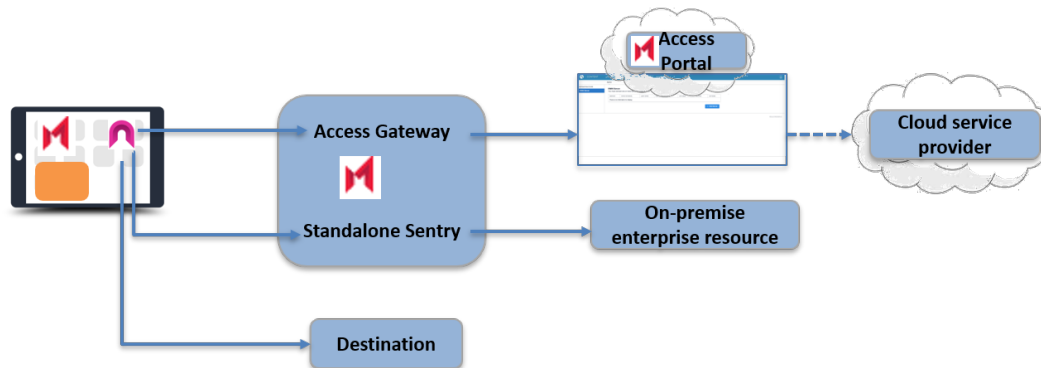 Access
Portal
Access Gateway
Cloud service
provider
Standalone Sentry
On-premise
enterprise resource
Destination